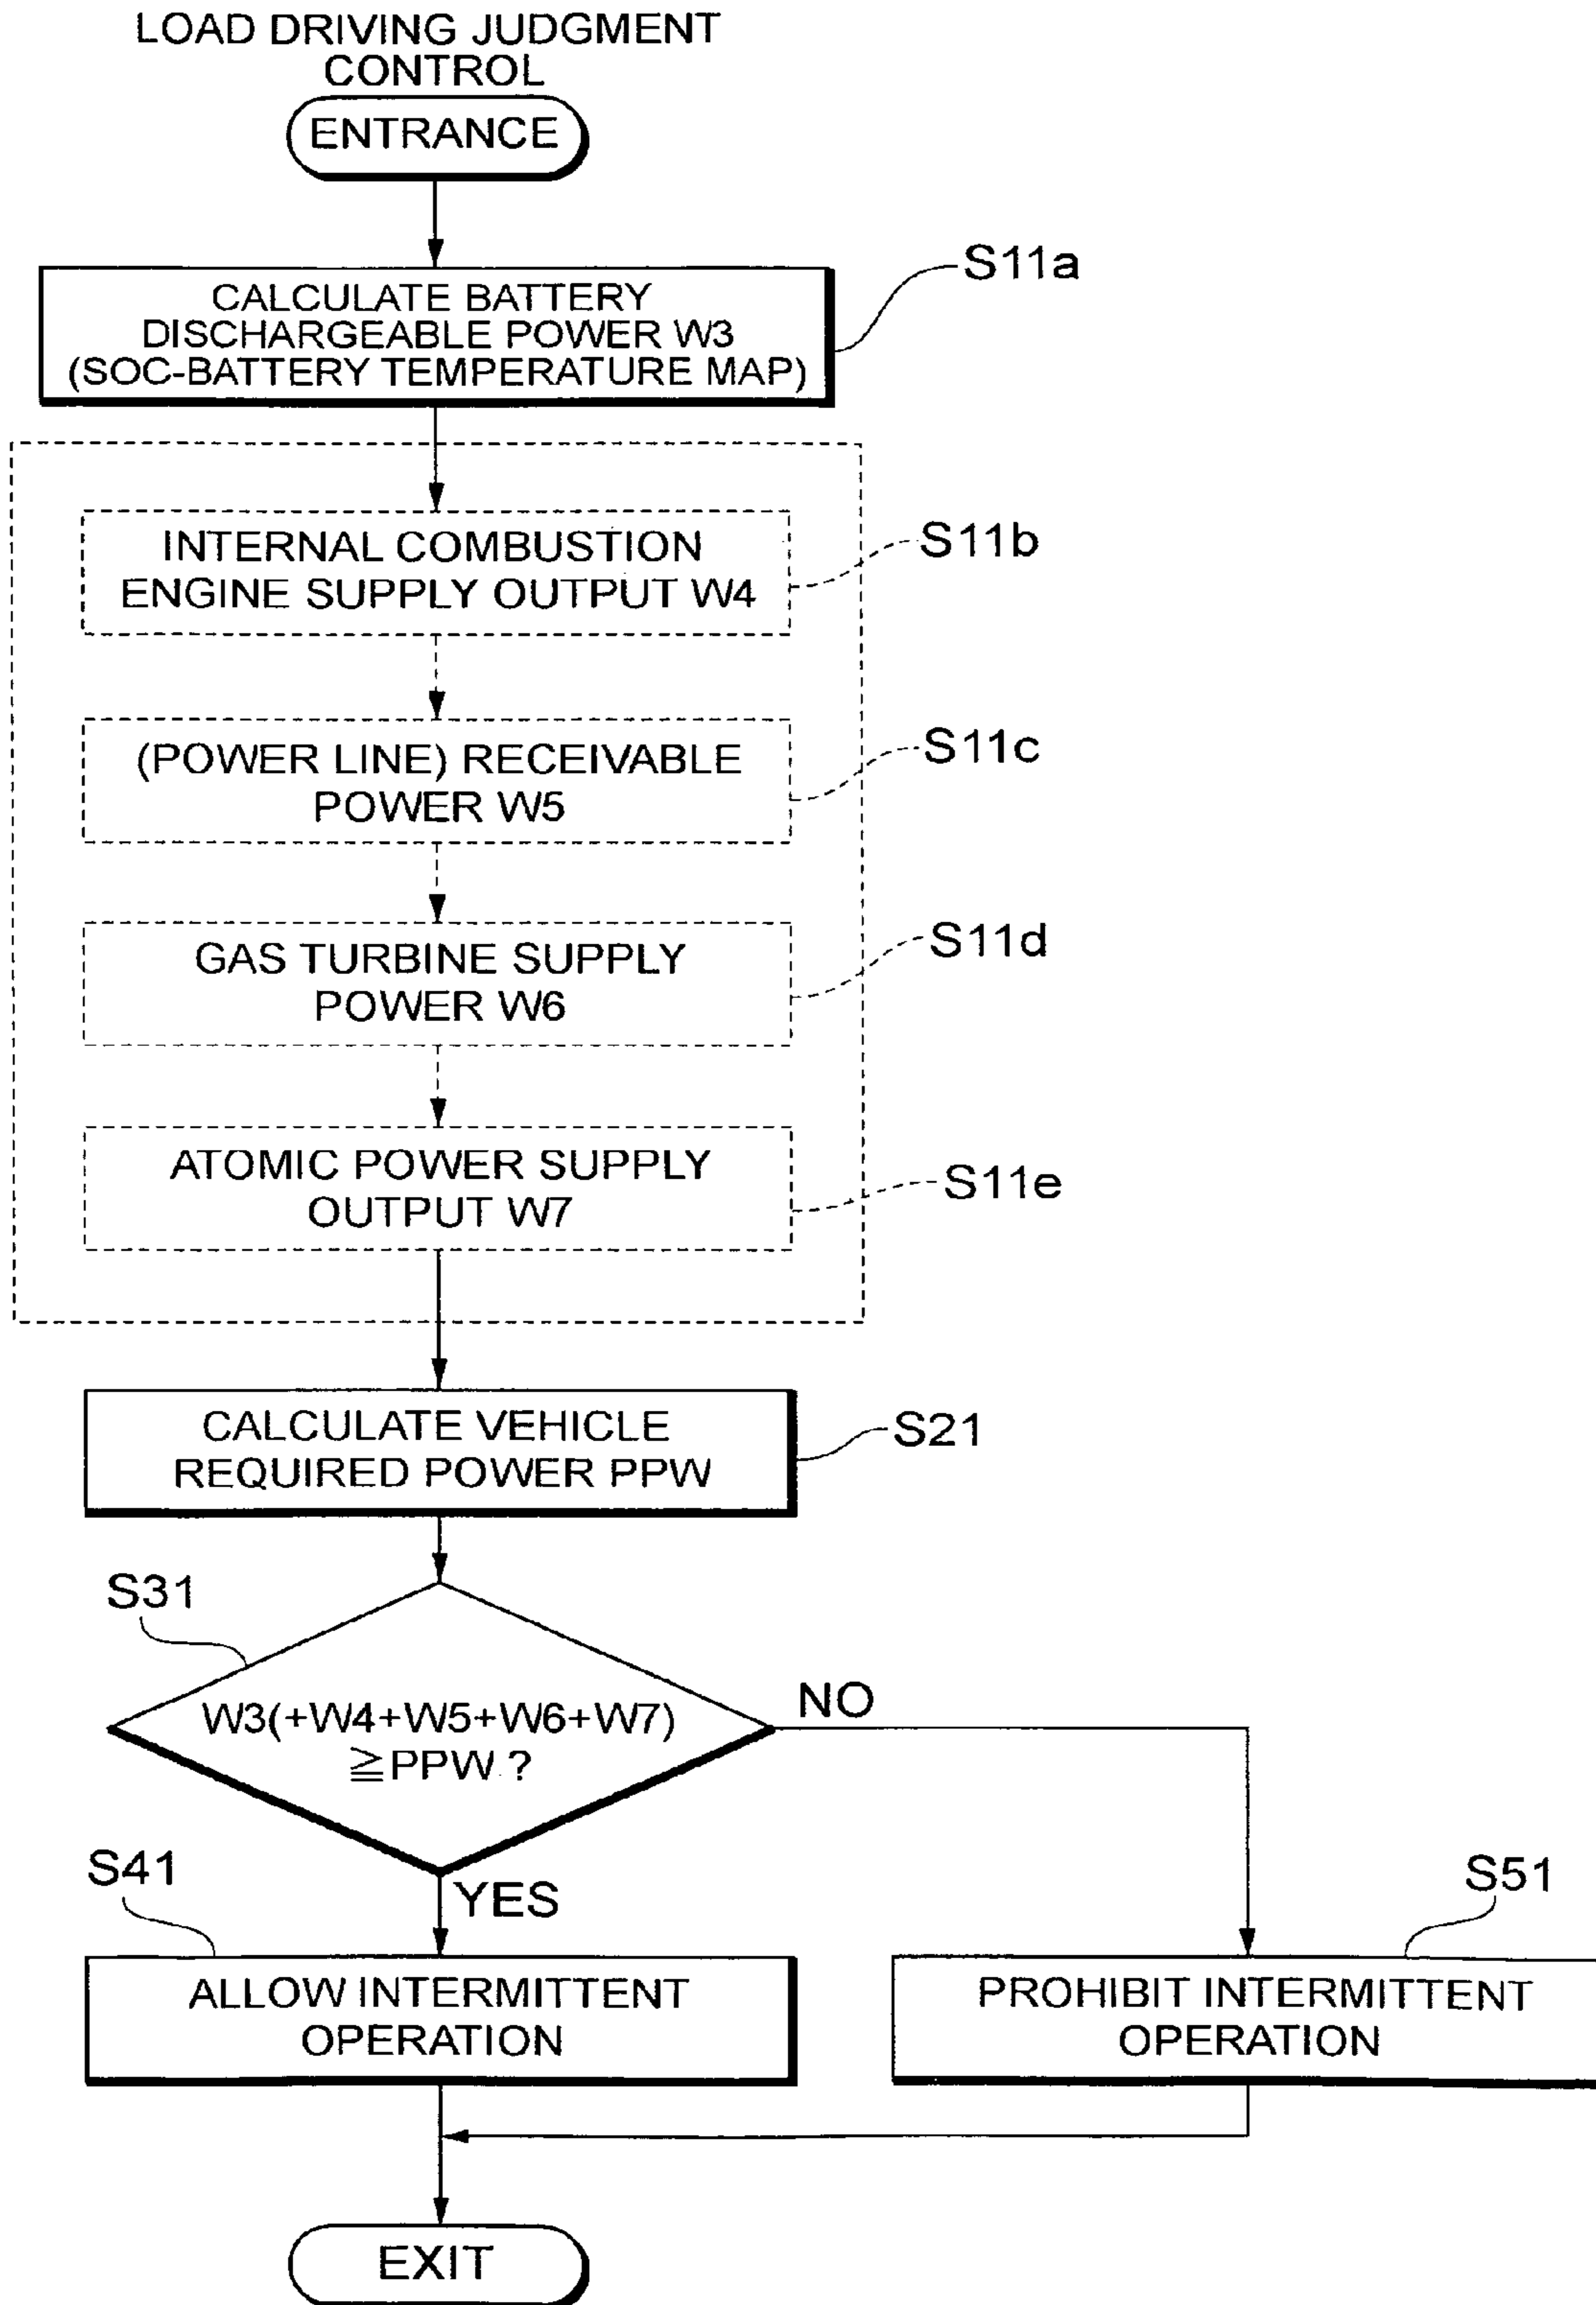 LOAD DRIVING JUDGMENT
CONTROL
ENTRANCE
CALCULATE BATTERY
DISCHARGEABLE POWER W3
(SOC-BATTERY TEMPERATURE MAP)
S11a
INTERNAL COMBUSTION
ENGINE SUPPLY OUTPUT W4
S11b
(POWER LINE) RECEIVABLE
POWER W5
S11c
GAS TURBINE SUPPLY
POWER W6
S11d
ATOMIC POWER SUPPLY
OUTPUT W7
S11e
CALCULATE VEHICLE
REQUIRED POWER PPW
S21
S31
W3(+W4+W5+W6+W7)
≧PPW ?
NO
YES
S41
ALLOW INTERMITTENT
OPERATION
S51
PROHIBIT INTERMITTENT
OPERATION
EXIT